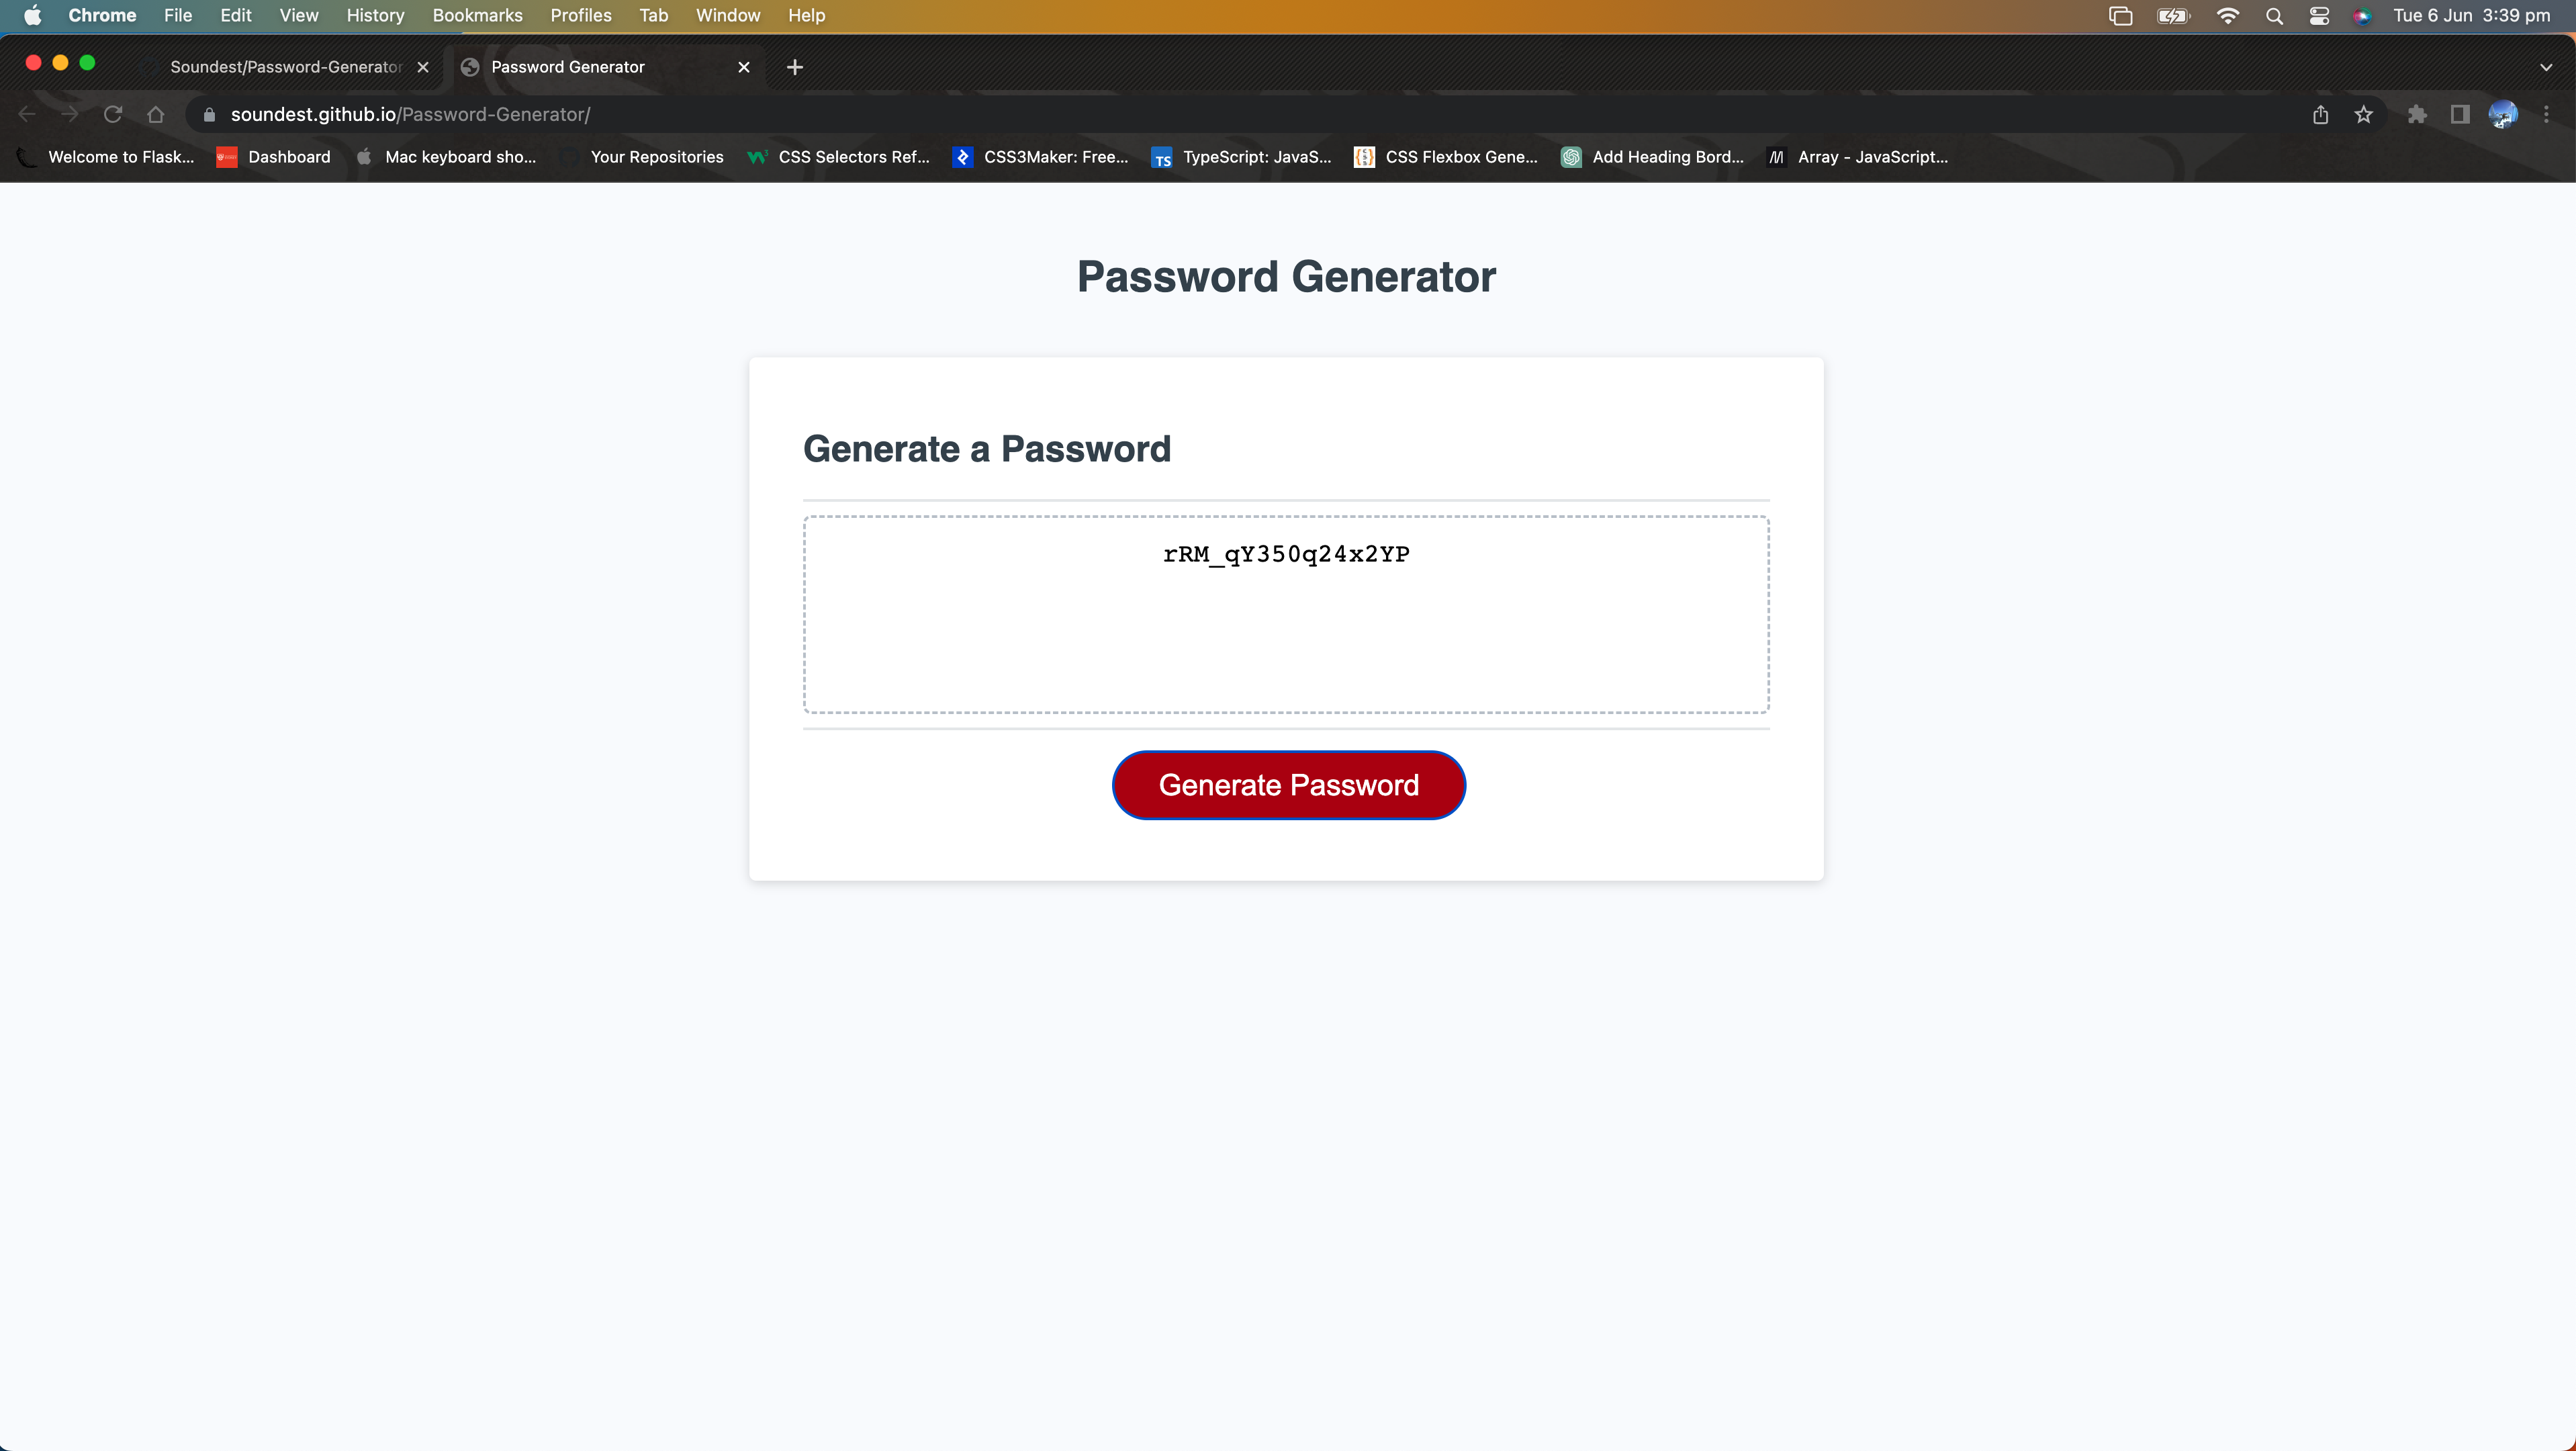 Chrome File Edit View History Bookmarks Profiles Tab Window Help Tue 6 Jun 3:39 pm
Soundest/Password-Generator Password Generator
soundest.github.io/Password-Generator/
Welcome to Flask... Dashboard Mac keyboard sho... Your Repositories CSS Selectors Ref... CSS3Maker: Free... TS TypeScript: JavaS... CSS Flexbox Gene... Add Heading Bord... Array - JavaScript...
Password Generator
Generate a Password
rRM_qY350q24x2YP
Generate Password